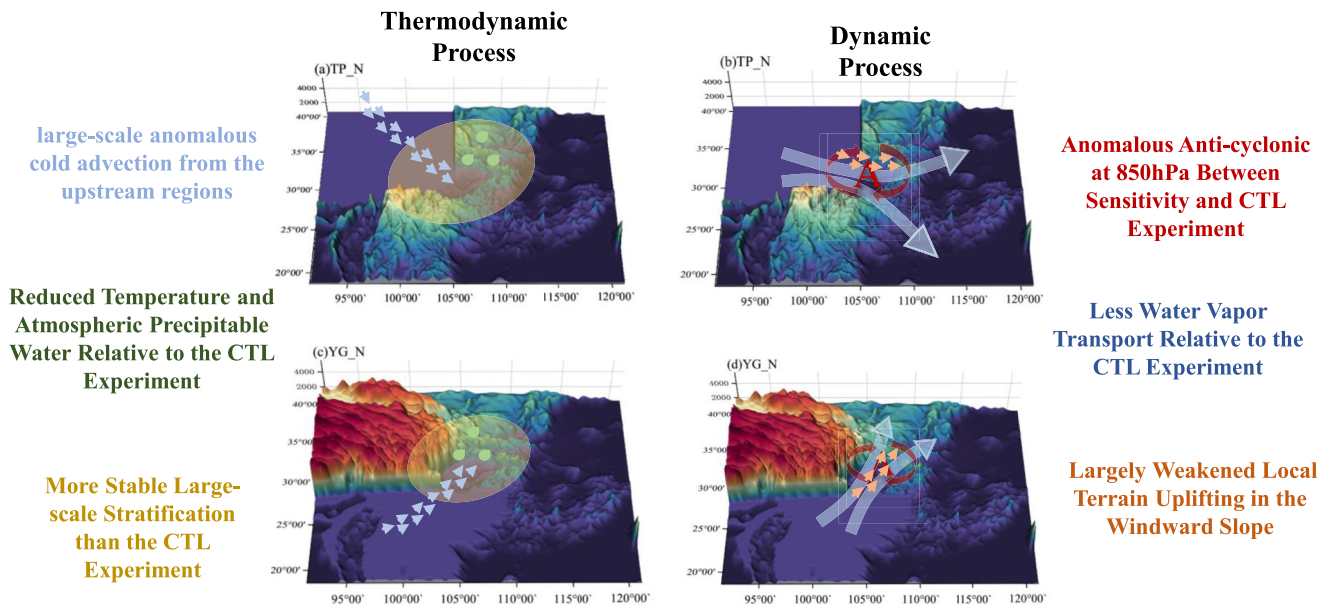 Thermodynamic
Process
Dynamic
Process
large-scale anomalous
cold advection from the
upstream regions
Reduced Temperature and
Atmospheric Precipitable
Water Relative to the CTL
Experiment
More Stable Large-
scale Stratification
than the CTL
Experiment
(a)TP_N
4000
2000
40°00'
35°00'
30°00'
25°00'
20°00'
95°00' 100°00' 105°00' 110°00' 115°00' 120°00'
(b)TP_N
4000
2000
40°00'
35°00'
30°00'
25°00'
20°00'
95°00' 100°00' 105°00' 110°00' 115°00' 120°00'
A
(c)YG_N
4000
2000
40°00'
35°00'
30°00'
25°00'
20°00'
95°00' 100°00' 105°00' 110°00' 115°00' 120°00'
(d)YG_N
4000
2000
40°00'
35°00'
30°00'
25°00'
20°00'
95°00' 100°00' 105°00' 110°00' 115°00' 120°00'
Anomalous Anti-cyclonic
at 850hPa Between
Sensitivity and CTL
Experiment
Less Water Vapor
Transport Relative to the
CTL Experiment
Largely Weakened Local
Terrain Uplifting in the
Windward Slope